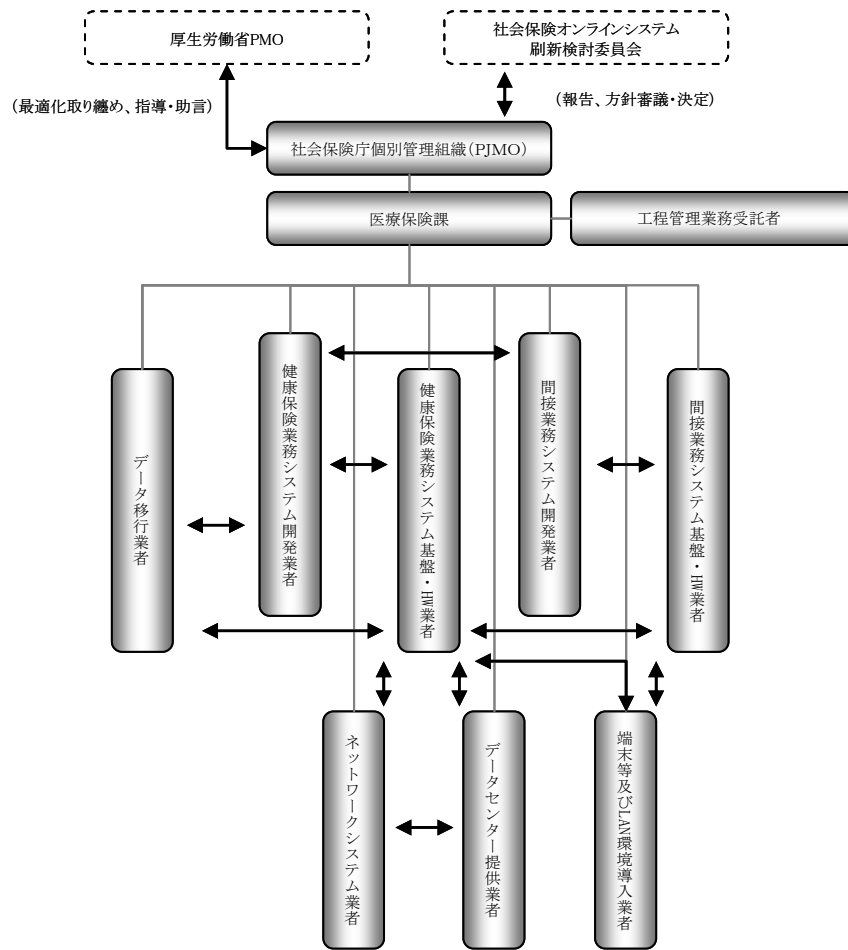 厚生労働省PMO
社会保険オンラインシステム
刷新検討委員会
（最適化取り纏め、指導・助言）
（報告、方針審議・決定）
社会保険庁個別管理組織（PJMO）
医療保険課
工程管理業務受託者
データ移行業者
健康保険業務システム開発業者
健康保険業務システム基盤・HW業者
間接業務システム開発業者
間接業務システム基盤・HW業者
ネットワークシステム業者
データセンター提供業者
端末等及びLAN環境導入業者